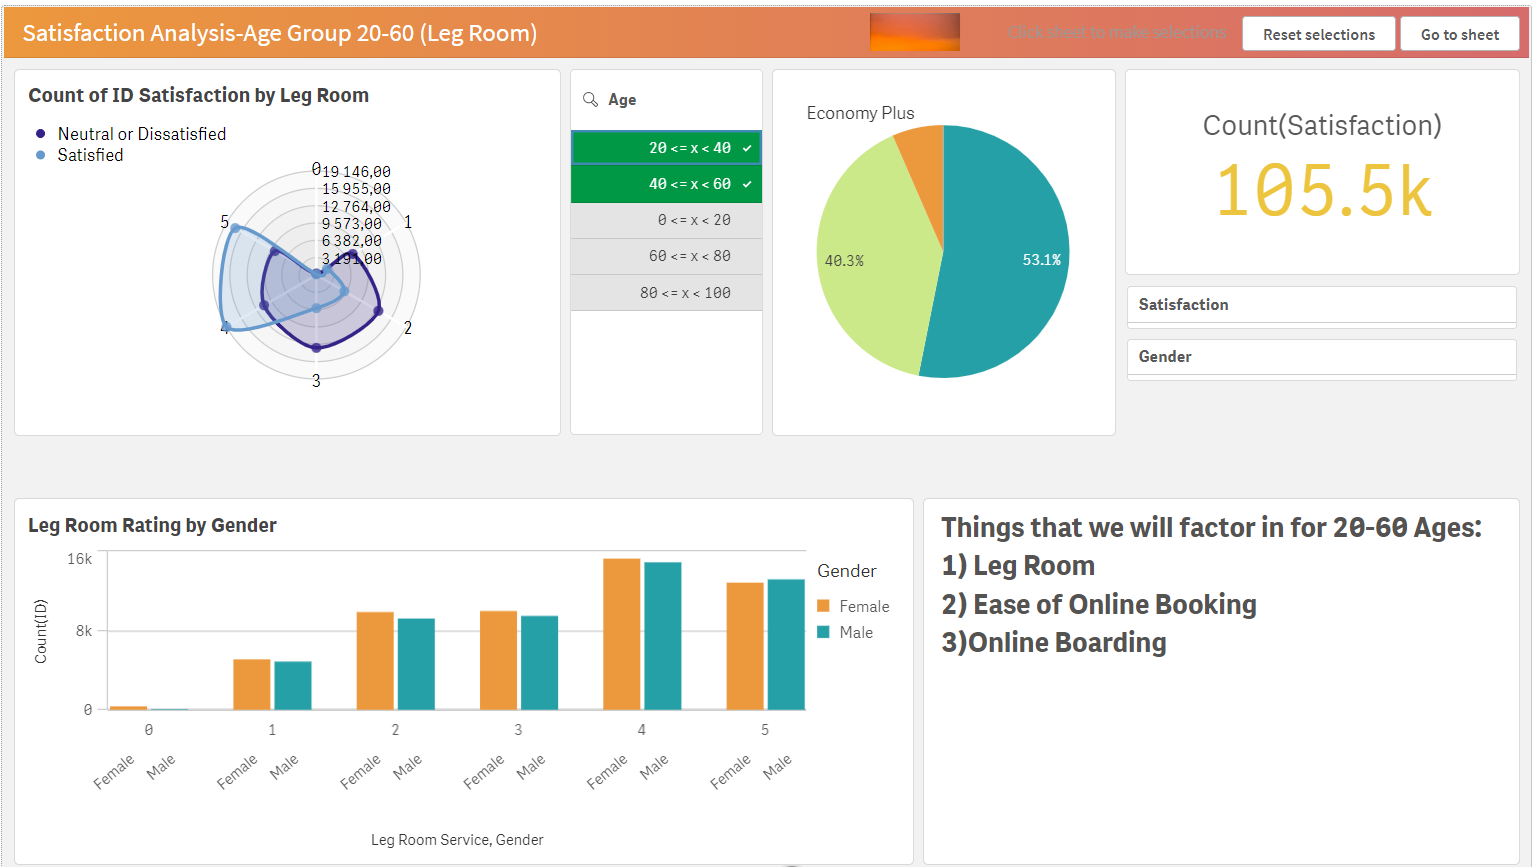 Satisfaction Analysis-Age Group 20-60 (Leg Room)
Click sheet to make selections
Reset selections
Go to sheet
Count of ID Satisfaction by Leg Room
Neutral or Dissatisfied
Satisfied
0
19 146,00
15 955,00
12 764,00
9 573,00
6 382,00
3 191,00
5
1
4
2
3
Age
20 <= x < 40
40 <= x < 60
0 <= x < 20
60 <= x < 80
80 <= x < 100
Economy Plus
40.3%
53.1%
Count(Satisfaction)
105.5k
Satisfaction
Gender
Leg Room Rating by Gender
Count(ID)
16k
8k
0
0 1 2 3 4 5
Female Male Female Male Female Male Female Male Female Male Female Male
Leg Room Service, Gender
Gender
Female
Male
Things that we will factor in for 20-60 Ages:
1) Leg Room
2) Ease of Online Booking
3)Online Boarding